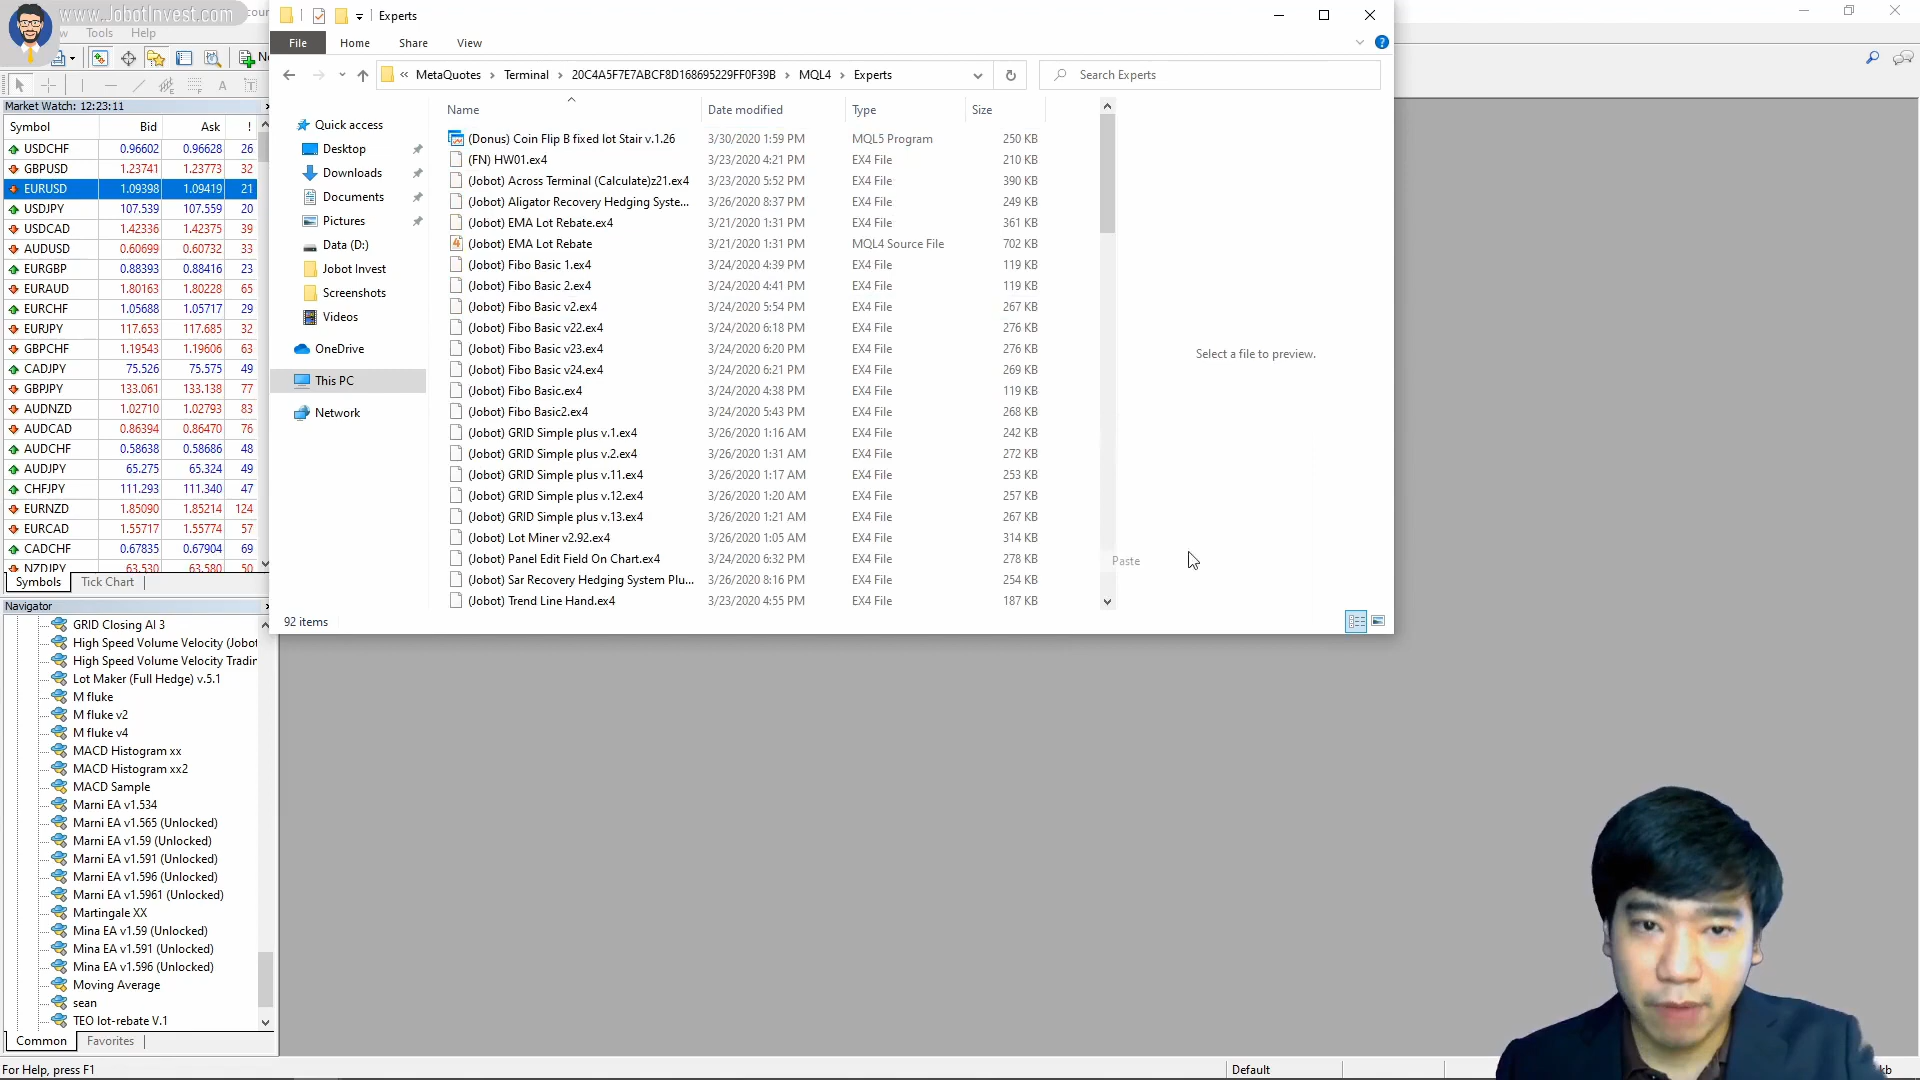 www.JobotInvest.com
Tools Help
Experts
File Home Share View
« MetaQuotes › Terminal › 20C4A5F7E7ABCF8D168695229FF0F39B › MQL4 › Experts
Search Experts
Market Watch: 12:23:11
Symbol Bid Ask !
USDCHF 0.96602 0.96628 26
GBPUSD 1.23741 1.23773 32
EURUSD 1.09398 1.09419 21
USDJPY 107.539 107.559 20
USDCAD 1.42336 1.42375 39
AUDUSD 0.60699 0.60732 33
EURGBP 0.88393 0.88416 23
EURAUD 1.80163 1.80228 65
EURCHF 1.05688 1.05717 29
EURJPY 117.653 117.685 32
GBPCHF 1.19543 1.19606 63
CADJPY 75.526 75.575 49
GBPJPY 133.061 133.138 77
AUDNZD 1.02710 1.02793 83
AUDCAD 0.86394 0.86470 76
AUDCHF 0.58638 0.58686 48
AUDJPY 65.275 65.324 49
CHFJPY 111.293 111.340 47
EURNZD 1.85090 1.85214 124
EURCAD 1.55717 1.55774 57
CADCHF 0.67835 0.67904 69
NZDJPY 63.530 63.580 50
Symbols Tick Chart
Quick access
Desktop
Downloads
Documents
Pictures
Data (D:)
Jobot Invest
Screenshots
Videos
OneDrive
This PC
Network
Name Date modified Type Size
(Donus) Coin Flip B fixed lot Stair v.1.26 3/30/2020 1:59 PM MQL5 Program 250 KB
(FN) HW01.ex4 3/23/2020 4:21 PM EX4 File 210 KB
(Jobot) Across Terminal (Calculate)z21.ex4 3/23/2020 5:52 PM EX4 File 390 KB
(Jobot) Aligator Recovery Hedging Syste... 3/26/2020 8:37 PM EX4 File 249 KB
(Jobot) EMA Lot Rebate.ex4 3/21/2020 1:31 PM EX4 File 361 KB
(Jobot) EMA Lot Rebate 3/21/2020 1:31 PM MQL4 Source File 702 KB
(Jobot) Fibo Basic 1.ex4 3/24/2020 4:39 PM EX4 File 119 KB
(Jobot) Fibo Basic 2.ex4 3/24/2020 4:41 PM EX4 File 119 KB
(Jobot) Fibo Basic v2.ex4 3/24/2020 5:54 PM EX4 File 267 KB
(Jobot) Fibo Basic v22.ex4 3/24/2020 6:18 PM EX4 File 276 KB
(Jobot) Fibo Basic v23.ex4 3/24/2020 6:20 PM EX4 File 276 KB
(Jobot) Fibo Basic v24.ex4 3/24/2020 6:21 PM EX4 File 269 KB
(Jobot) Fibo Basic.ex4 3/24/2020 4:38 PM EX4 File 119 KB
(Jobot) Fibo Basic2.ex4 3/24/2020 5:43 PM EX4 File 268 KB
(Jobot) GRID Simple plus v.1.ex4 3/26/2020 1:16 AM EX4 File 242 KB
(Jobot) GRID Simple plus v.2.ex4 3/26/2020 1:31 AM EX4 File 272 KB
(Jobot) GRID Simple plus v.11.ex4 3/26/2020 1:17 AM EX4 File 253 KB
(Jobot) GRID Simple plus v.12.ex4 3/26/2020 1:20 AM EX4 File 257 KB
(Jobot) GRID Simple plus v.13.ex4 3/26/2020 1:21 AM EX4 File 267 KB
(Jobot) Lot Miner v2.92.ex4 3/26/2020 1:05 AM EX4 File 314 KB
(Jobot) Panel Edit Field On Chart.ex4 3/24/2020 6:32 PM EX4 File 278 KB
(Jobot) Sar Recovery Hedging System Plu... 3/26/2020 8:16 PM EX4 File 254 KB
(Jobot) Trend Line Hand.ex4 3/23/2020 4:55 PM EX4 File 187 KB
Select a file to preview.
Paste
92 items
Navigator
GRID Closing AI 3
High Speed Volume Velocity (Jobot
High Speed Volume Velocity Tradin
Lot Maker (Full Hedge) v.5.1
M fluke
M fluke v2
M fluke v4
MACD Histogram xx
MACD Histogram xx2
MACD Sample
Marni EA v1.534
Marni EA v1.565 (Unlocked)
Marni EA v1.59 (Unlocked)
Marni EA v1.591 (Unlocked)
Marni EA v1.596 (Unlocked)
Marni EA v1.5961 (Unlocked)
Martingale XX
Mina EA v1.59 (Unlocked)
Mina EA v1.591 (Unlocked)
Mina EA v1.596 (Unlocked)
Moving Average
sean
TEO lot-rebate V.1
Common Favorites
For Help, press F1
Default
kb